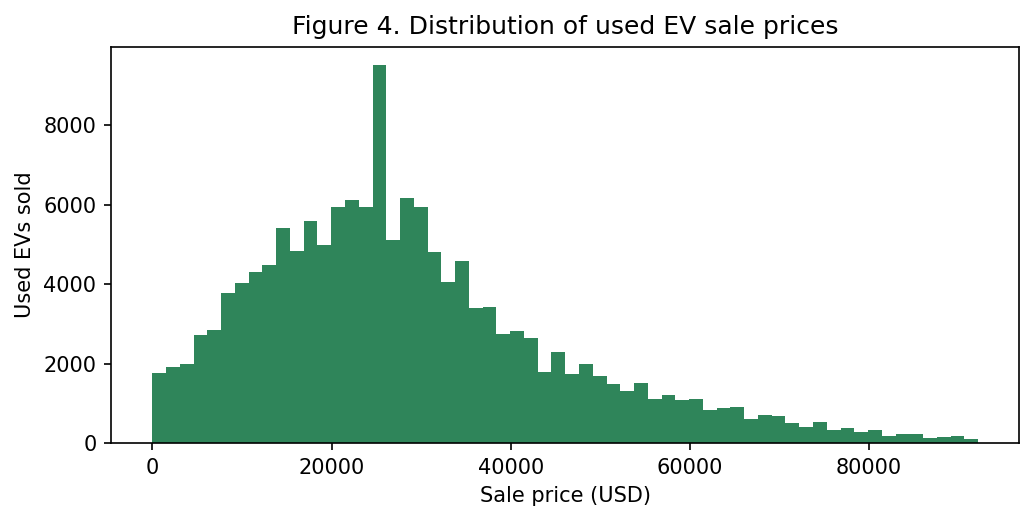 Figure 4. Distribution of used EV sale prices
Used EVs sold
8000
6000
4000
2000
0
0 20000 40000 60000 80000
Sale price (USD)